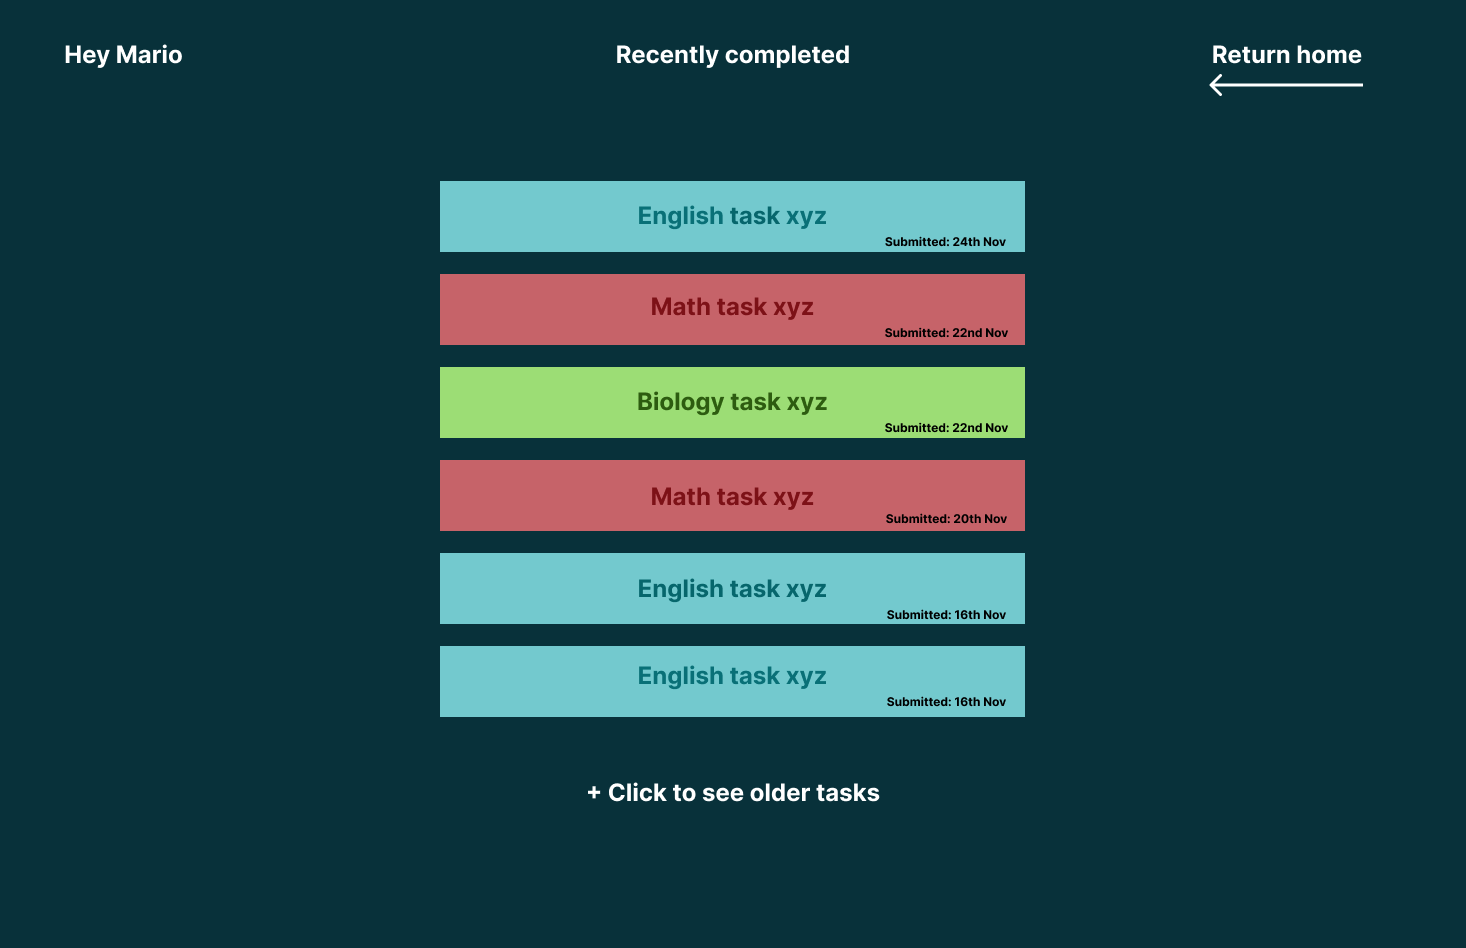 Hey Mario
Recently completed
Return home
English task xyz
Submitted: 24th Nov
Math task xyz
Submitted: 22nd Nov
Biology task xyz
Submitted: 22nd Nov
Math task xyz
Submitted: 20th Nov
English task xyz
Submitted: 16th Nov
English task xyz
Submitted: 16th Nov
+ Click to see older tasks